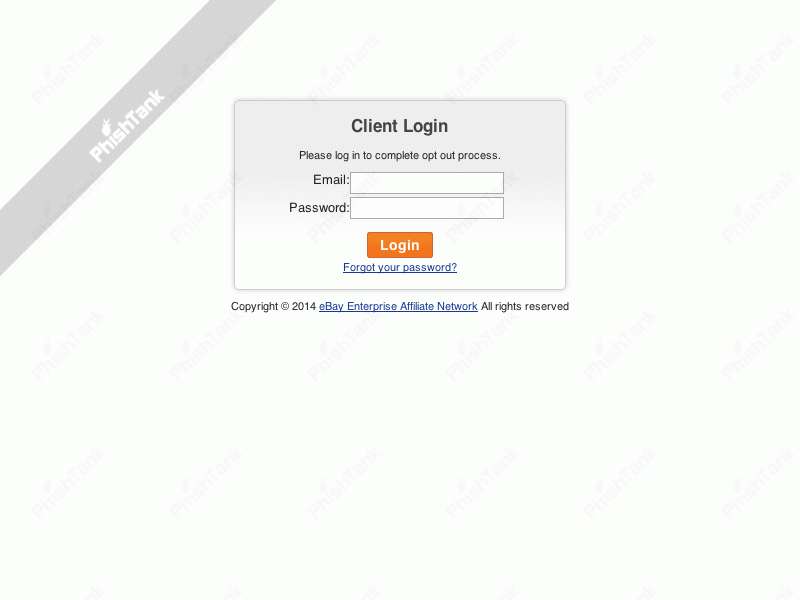 PhishTank
Client Login
Please log in to complete opt out process.
Email:
Password:
Login
Forgot your password?
Copyright © 2014 eBay Enterprise Affiliate Network All rights reserved